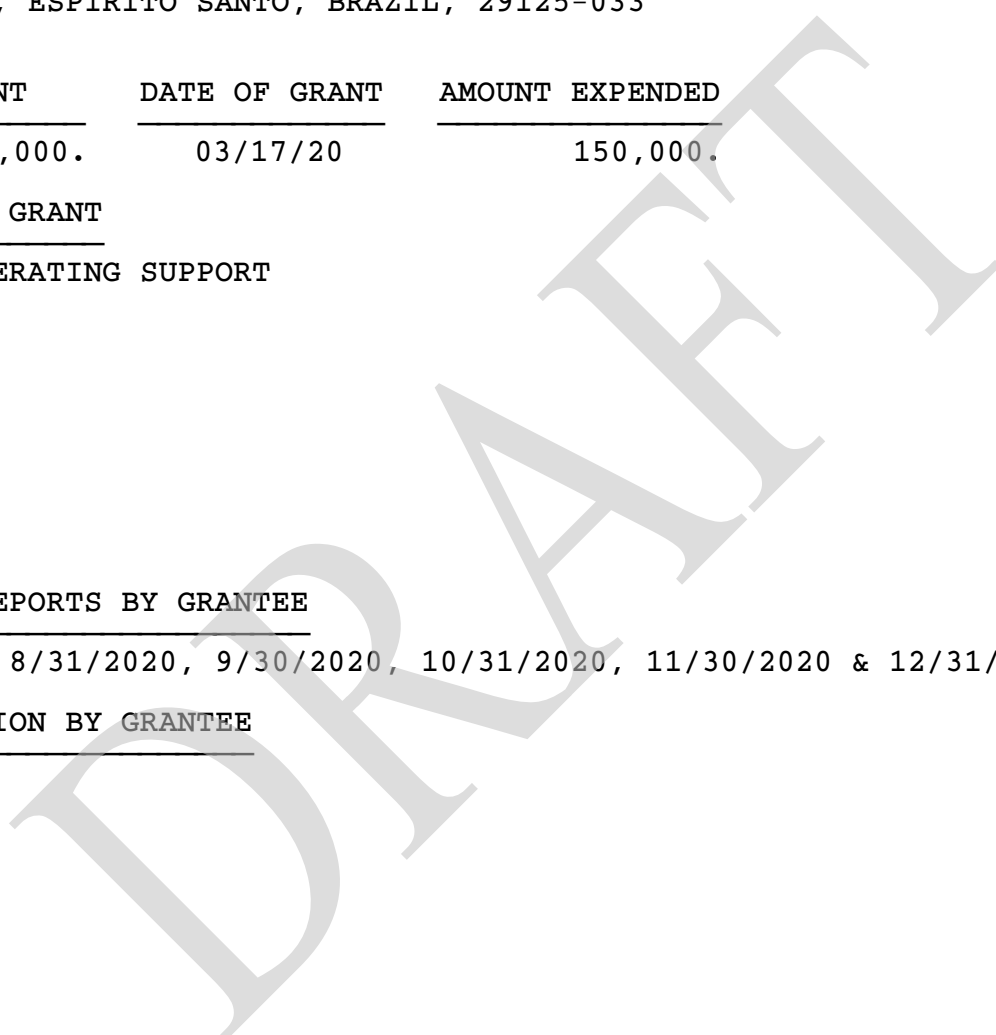 , ESPIRITO SANTO, BRAZIL, 29125-033
NT DATE OF GRANT AMOUNT EXPENDED
,000. 03/17/20 150,000.
GRANT
ERATING SUPPORT
EPORTS BY GRANTEE
8/31/2020, 9/30/2020, 10/31/2020, 11/30/2020 & 12/31/
ION BY GRANTEE
DRAFT